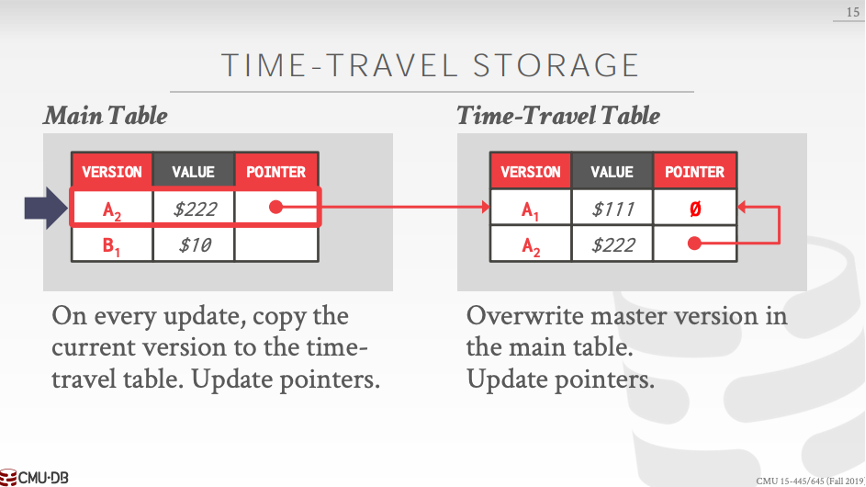 15
TIME-TRAVEL STORAGE
Main Table
VERSION VALUE POINTER
A2 $222
B1 $10
On every update, copy the
current version to the time-
travel table. Update pointers.
Time-Travel Table
VERSION VALUE POINTER
A1 $111 Ø
A2 $222
Overwrite master version in
the main table.
Update pointers.
CMU·DB
CMU 15-445/645 (Fall 2019)